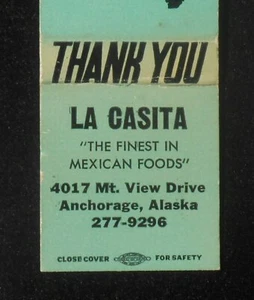 THANK YOU
LA CASITA
"THE FINEST IN
MEXICAN FOODS"
4017 Mt. View Drive
Anchorage, Alaska
277-9296
CLOSE COVER FOR SAFETY